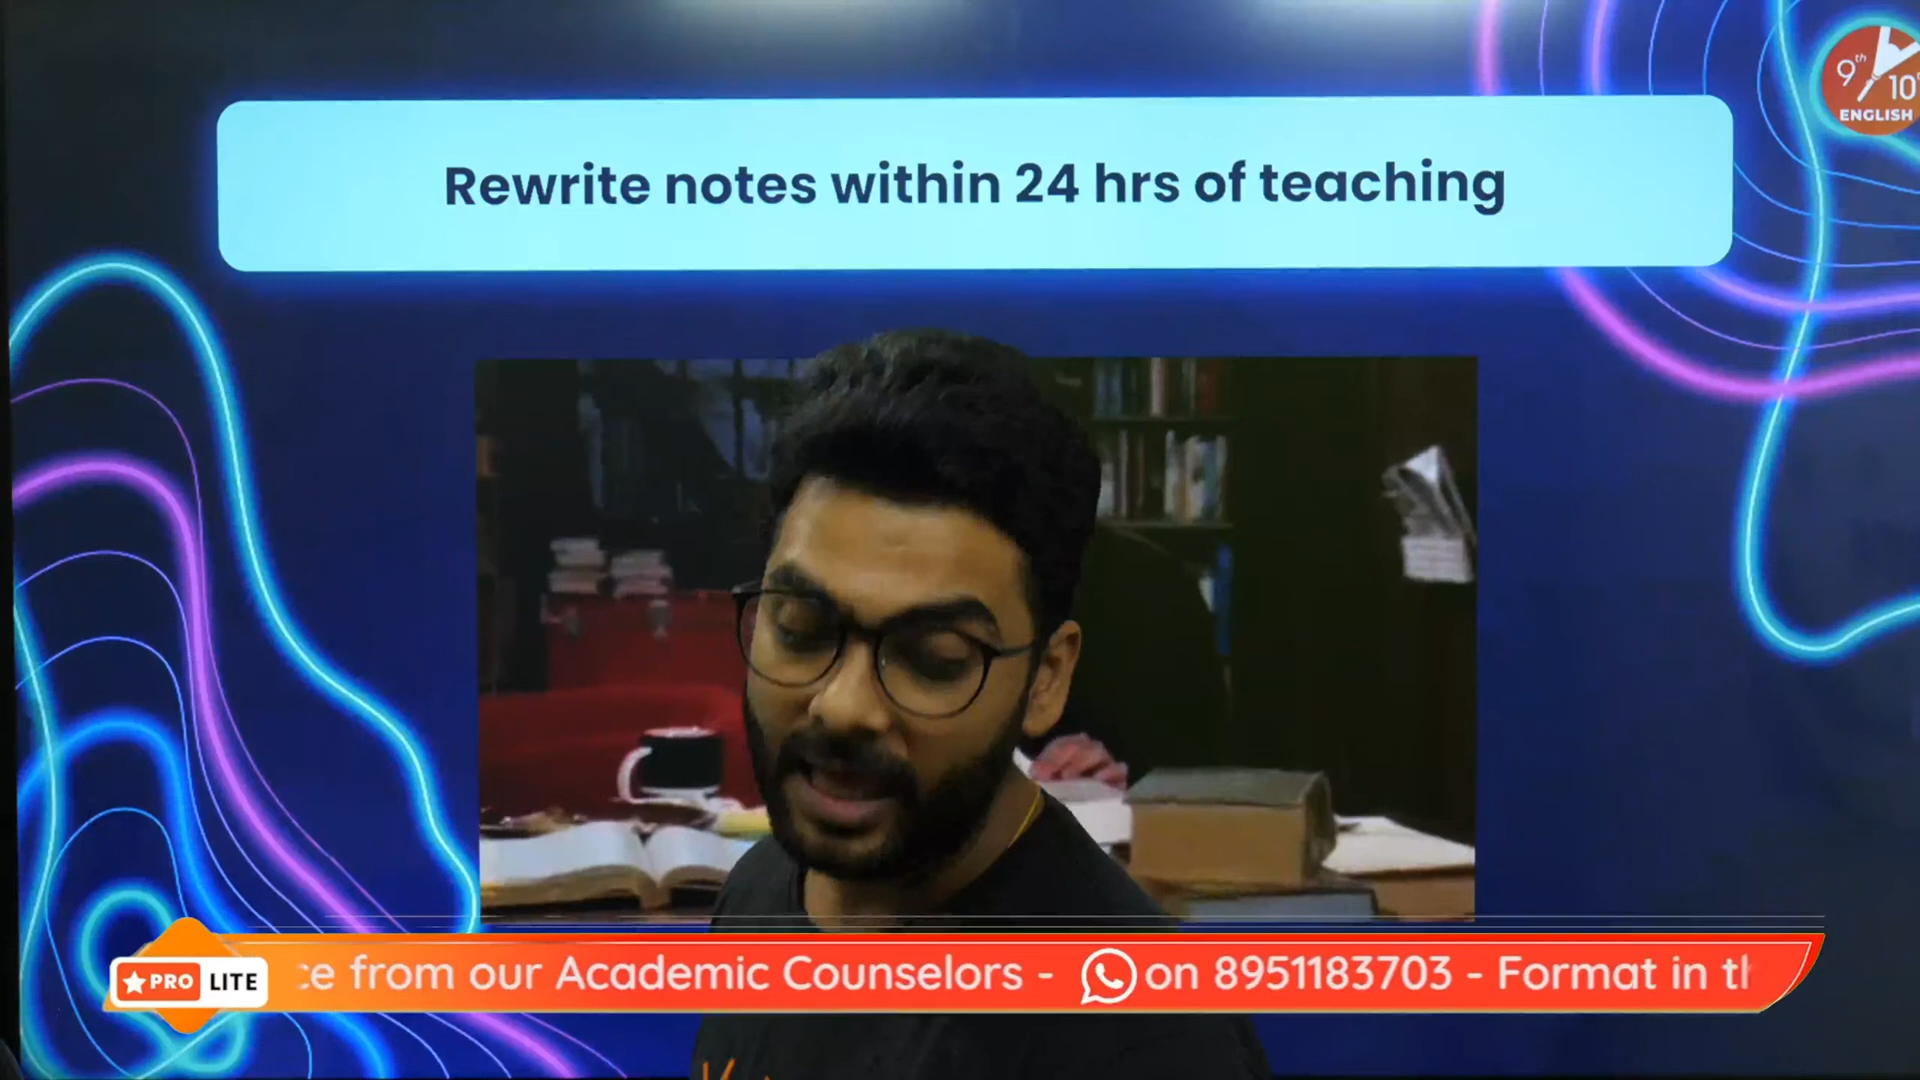 9th
10
ENGLISH
Rewrite notes within 24 hrs of teaching
PRO LITE
from our Academic Counselors - on 8951183703 - Format in